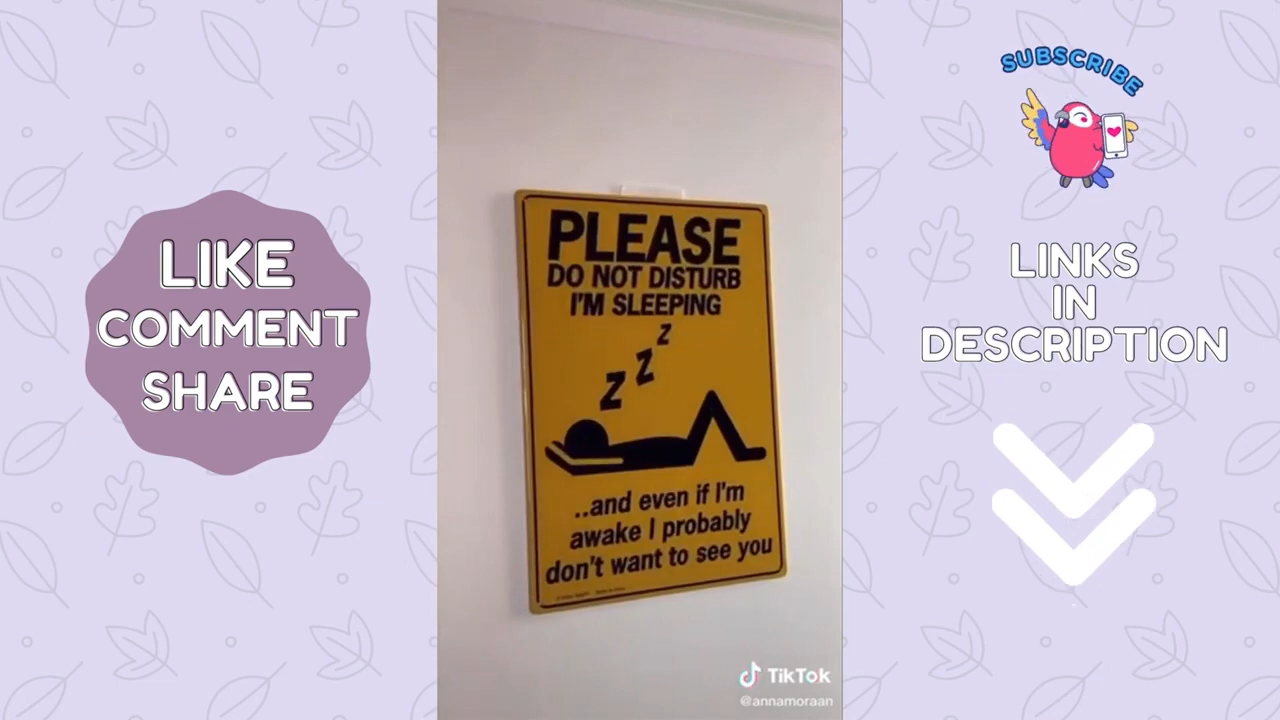 LIKE
COMMENT
SHARE
PLEASE
DO NOT DISTURB
I'M SLEEPING
Z
Z
Z
..and even if I'm
awake I probably
don't want to see you
TikTok
@annamoraan
SUBSCRIBE
LINKS
IN
DESCRIPTION